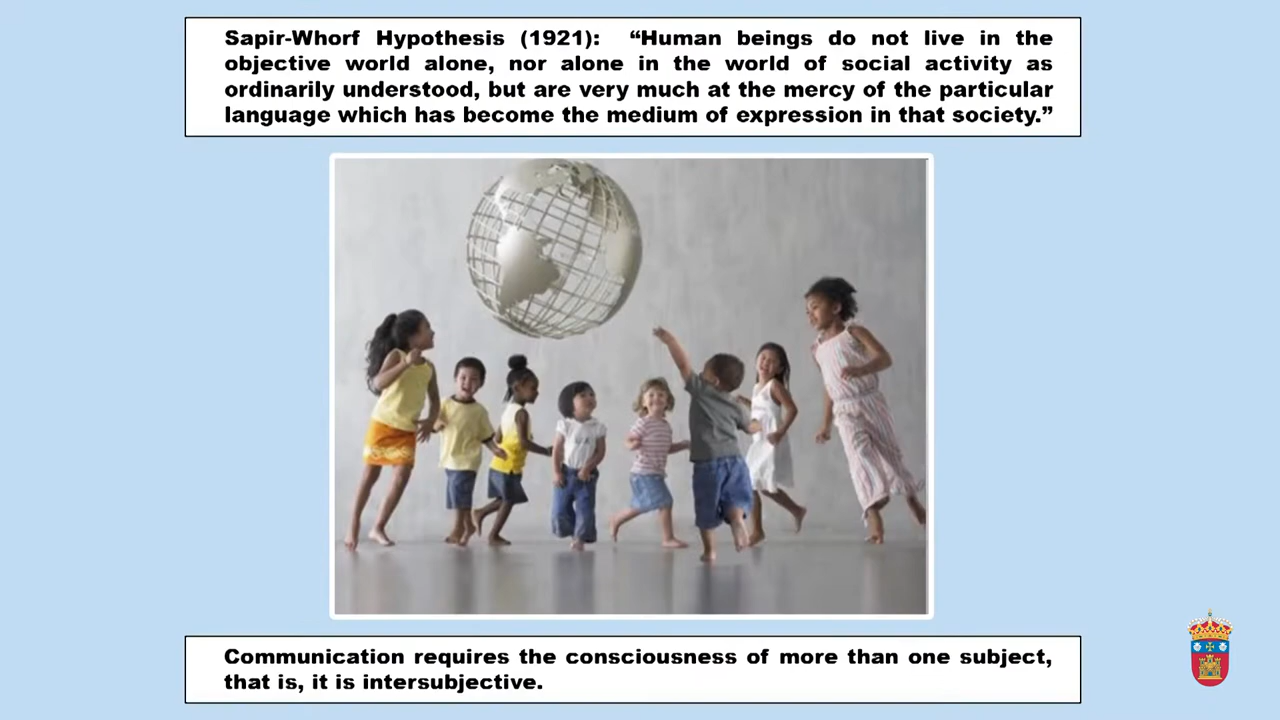 Sapir-Whorf Hypothesis (1921): “Human beings do not live in the
objective world alone, nor alone in the world of social activity as
ordinarily understood, but are very much at the mercy of the particular
language which has become the medium of expression in that society.”
Communication requires the consciousness of more than one subject,
that is, it is intersubjective.